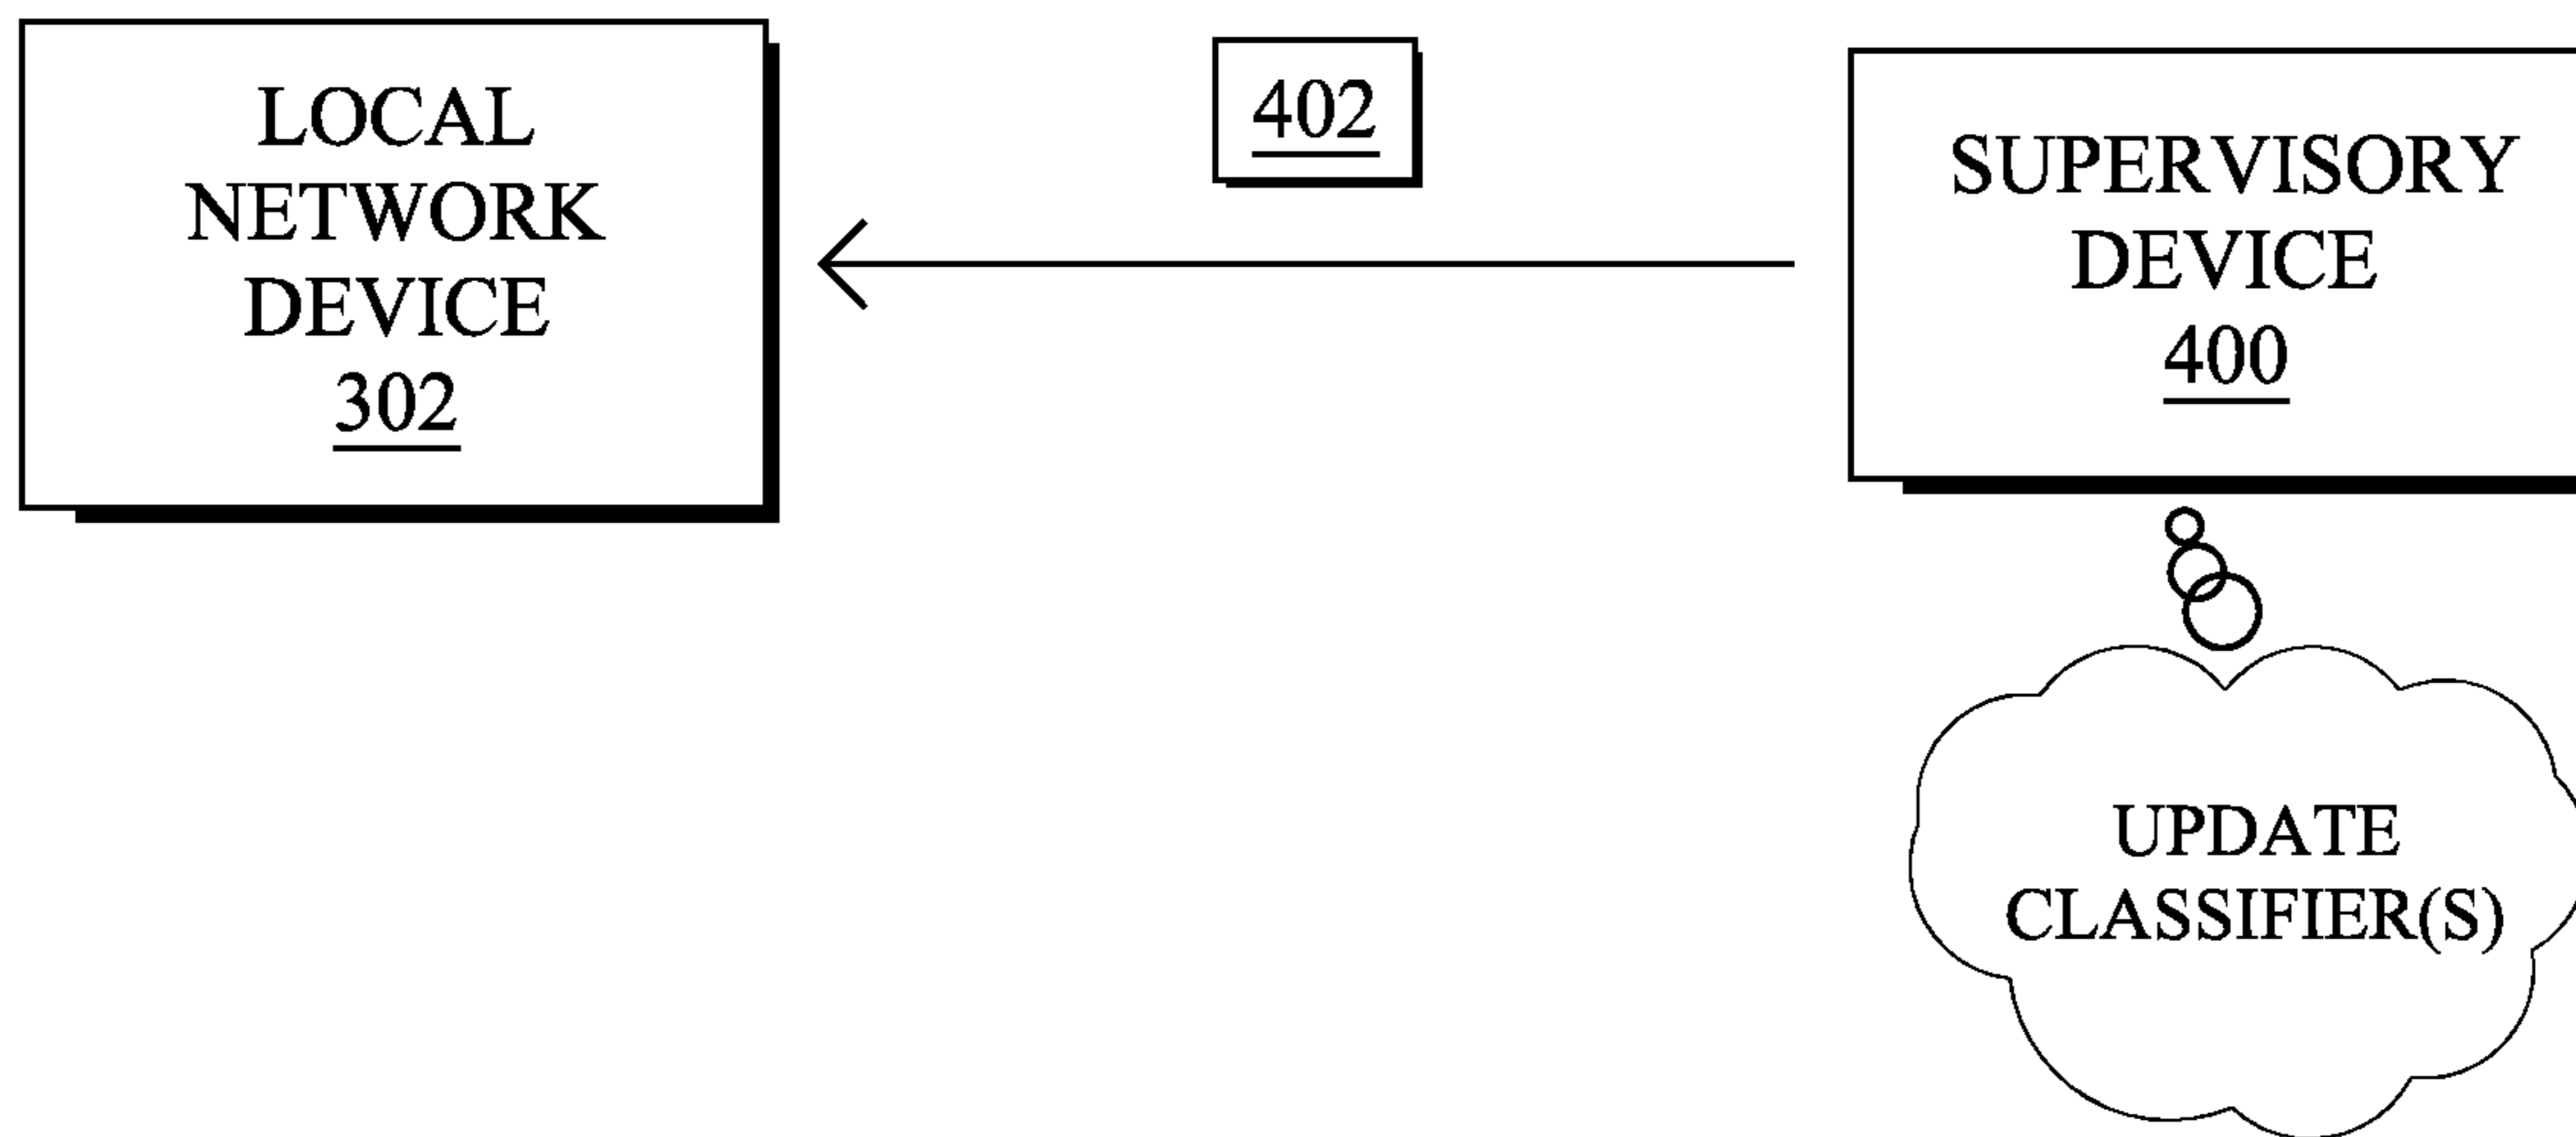 LOCAL
NETWORK
DEVICE
302
402
SUPERVISORY
DEVICE
400
UPDATE
CLASSIFIER(S)